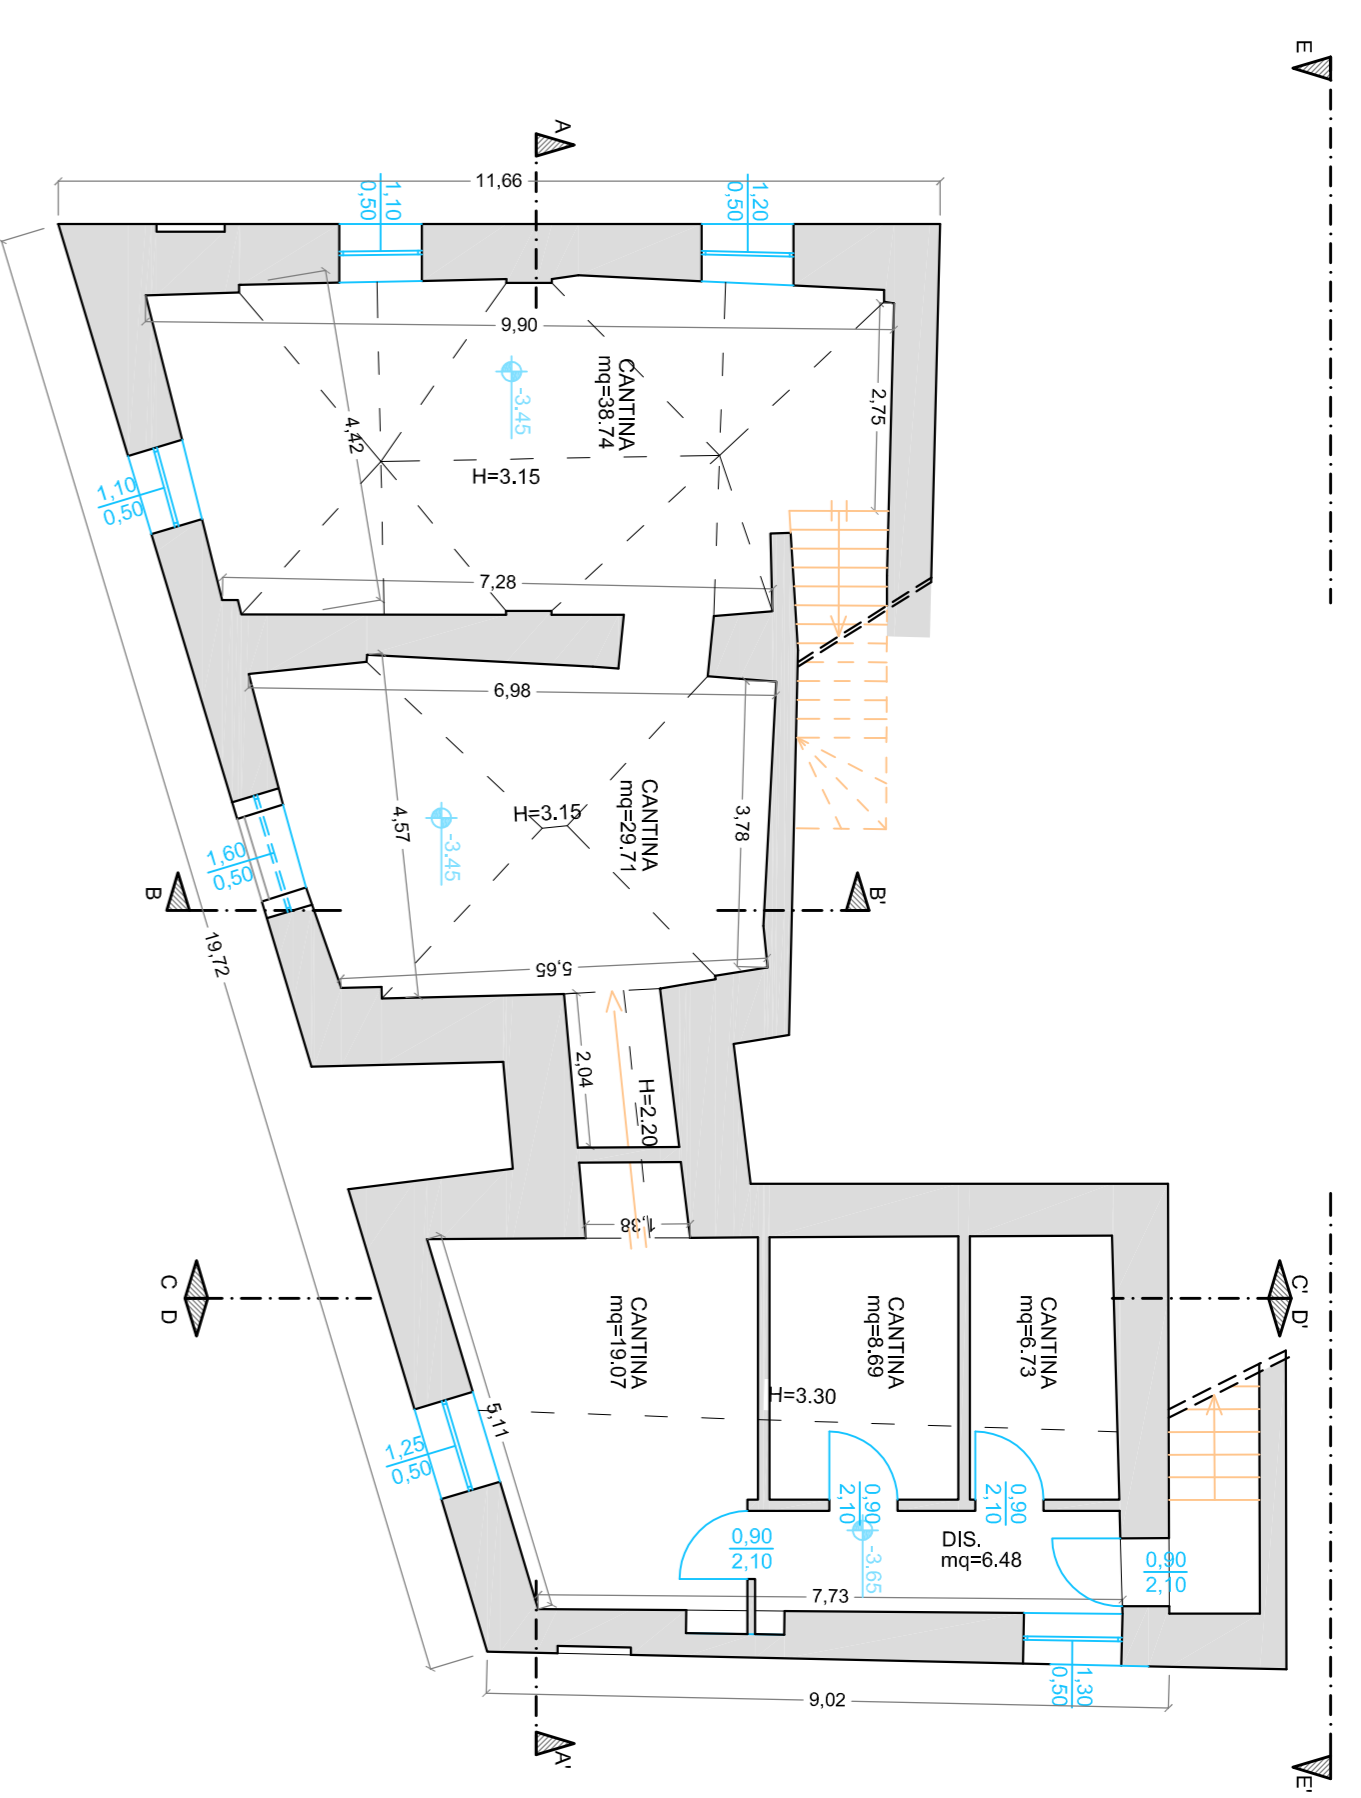 E
A
11,66
1,10
0,50
1,20
0,50
9,90
CANTINA
mq=38.74
-3.45
2,75
4,42
H=3.15
1,10
0,50
7,28
6,98
CANTINA
mq=29.71
H=3.15
-3.45
4,57
3,78
1,60
0,50
B
B'
19,72
5,65
2,04
H=2.20
1,38
C
D
C'
D'
CANTINA
mq=19.07
CANTINA
mq=8.69
CANTINA
mq=6.73
H=3.30
5,11
1,25
0,50
0,90
2,10
0,90
2,10
0,90
2,10
-3.65
DIS.
mq=6.48
0,90
2,10
7,73
1,30
0,50
9,02
A'
E'